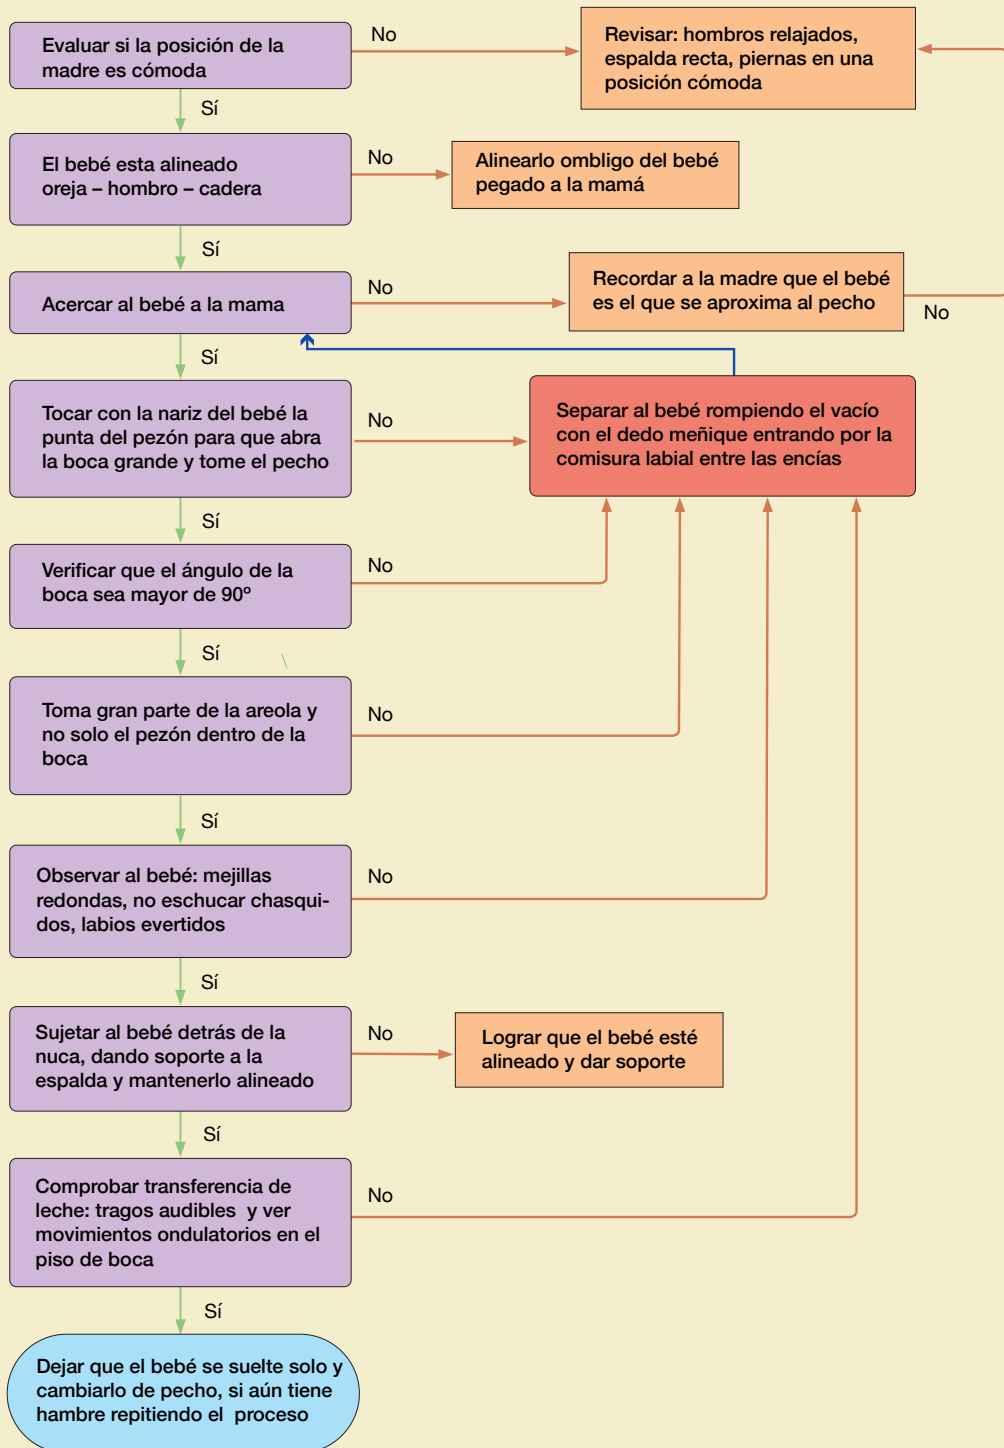 Evaluar si la posición de la
madre es cómoda
No
Revisar: hombros relajados,
espalda recta, piernas en una
posición cómoda
Sí
El bebé esta alineado
oreja – hombro – cadera
No
Alinearlo ombligo del bebé
pegado a la mamá
Sí
Acercar al bebé a la mama
No
Recordar a la madre que el bebé
es el que se aproxima al pecho
No
Sí
Tocar con la nariz del bebé la
punta del pezón para que abra
la boca grande y tome el pecho
No
Separar al bebé rompiendo el vacío
con el dedo meñique entrando por la
comisura labial entre las encías
Sí
Verificar que el ángulo de la
boca sea mayor de 90º
No
Sí
Toma gran parte de la areola y
no solo el pezón dentro de la
boca
No
Sí
Observar al bebé: mejillas
redondas, no eschucar chasqui-
dos, labios evertidos
No
Sí
Sujetar al bebé detrás de la
nuca, dando soporte a la
espalda y mantenerlo alineado
No
Lograr que el bebé esté
alineado y dar soporte
Sí
Comprobar transferencia de
leche: tragos audibles y ver
movimientos ondulatorios en el
piso de boca
No
Sí
Dejar que el bebé se suelte solo y
cambiarlo de pecho, si aún tiene
hambre repitiendo el proceso